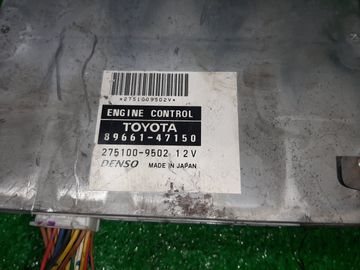 *2751009502V*
ENGINE CONTROL
TOYOTA
89661-47150
275100-9502 12V
DENSO MADE IN JAPAN